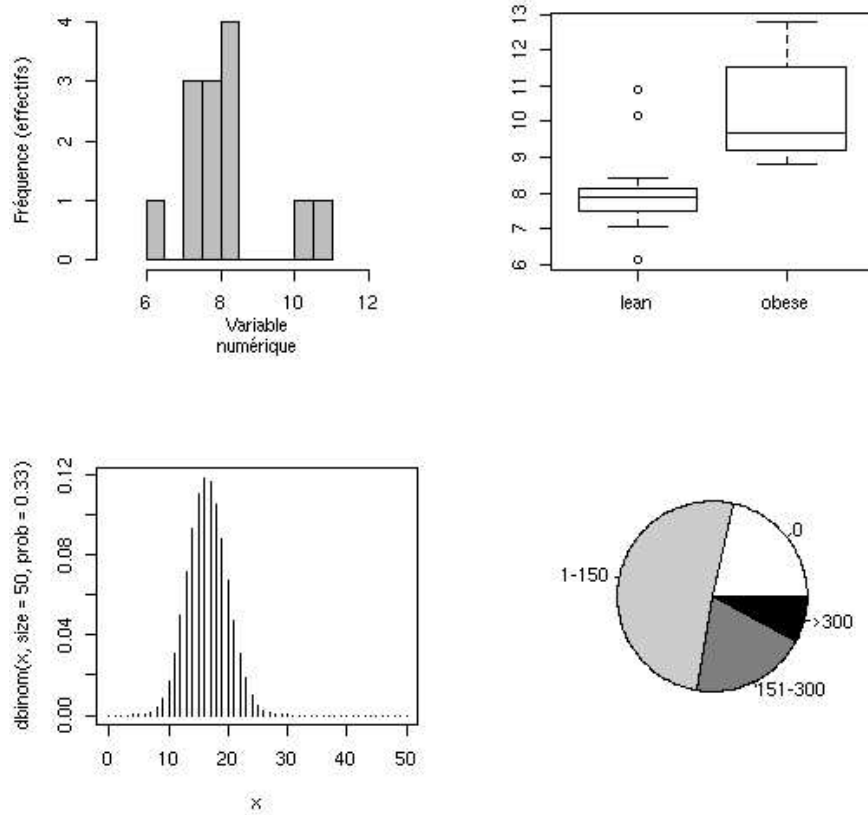 Fréquence (effectifs)
4
3
2
1
0
6 8 10 12
Variable
numérique
13
12
11
10
9
8
7
6
lean obese
dbinom(x, size = 50, prob = 0.33)
0.12
0.08
0.04
0.00
0 10 20 30 40 50
x
0
1-150
>300
151-300